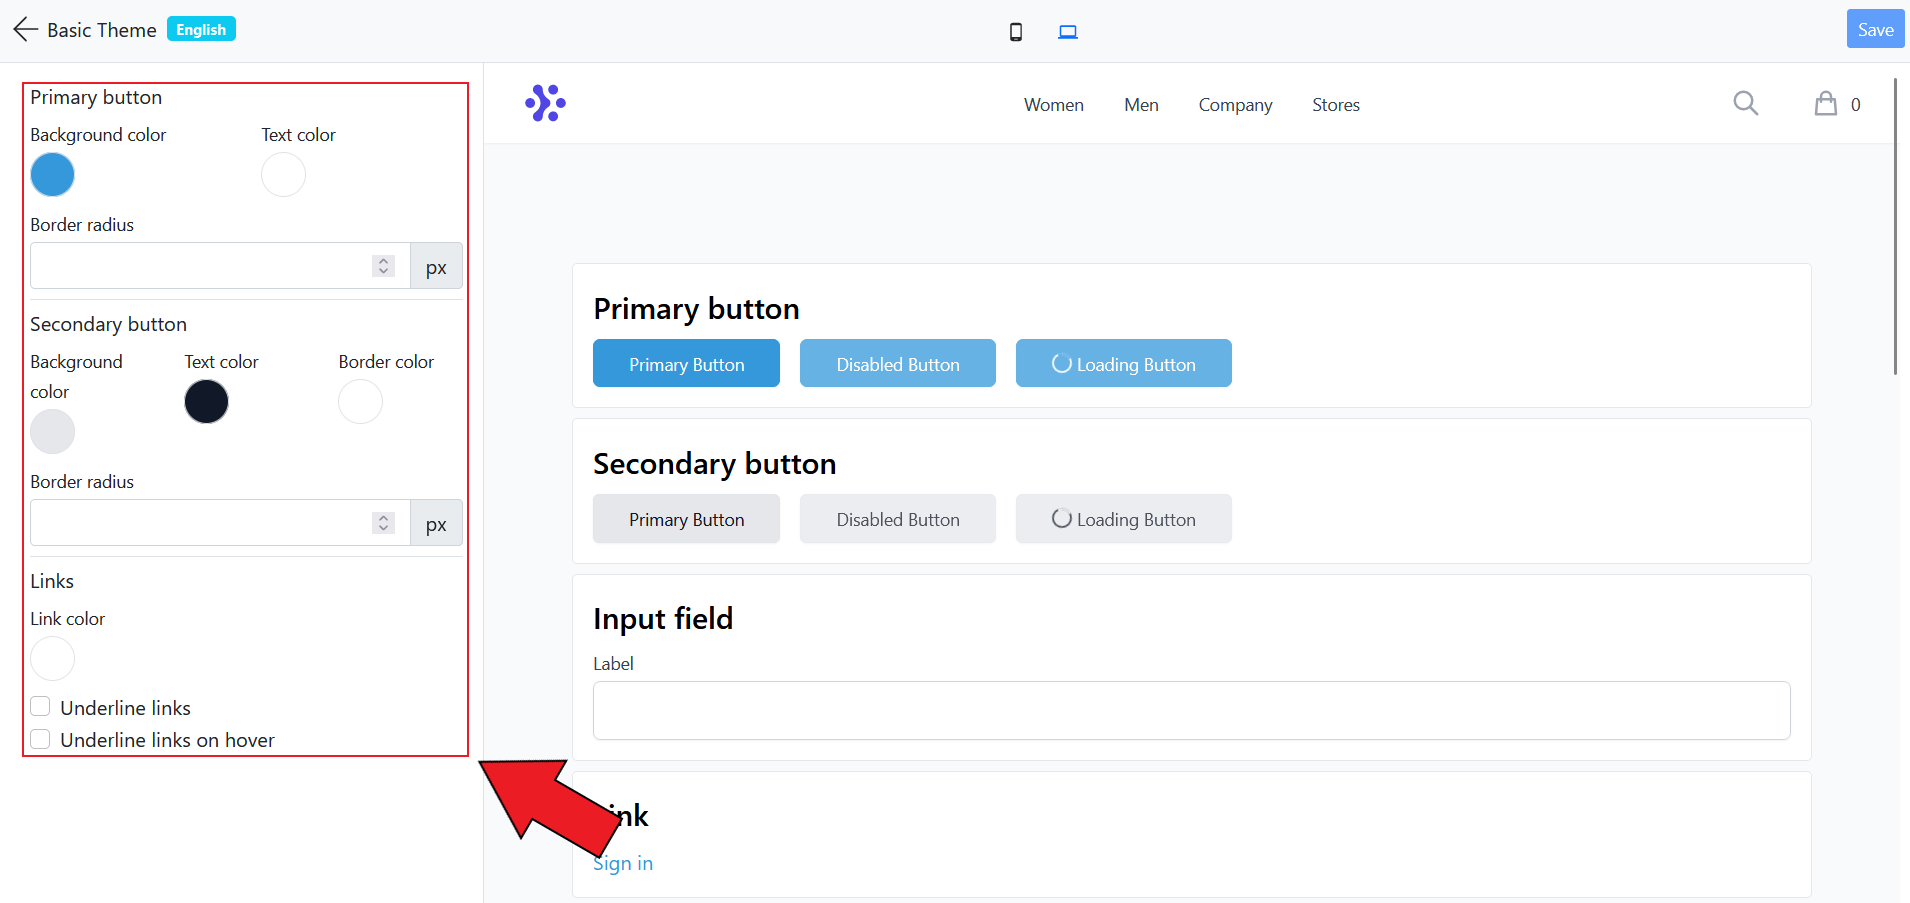 Basic Theme English
Save
Primary button
Background color Text color
Border radius
px
Secondary button
Background color Text color Border color
Border radius
px
Links
Link color
Underline links
Underline links on hover
Women Men Company Stores
0
Primary button
Primary Button Disabled Button Loading Button
Secondary button
Primary Button Disabled Button Loading Button
Input field
Label
ink
Sign in